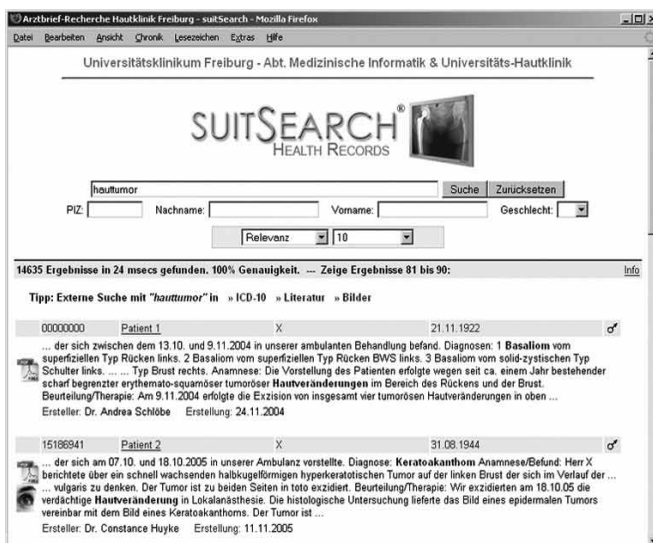 Arztbrief-Recherche Hautklinik Freiburg - suitSearch - Mozilla Firefox
Datei Bearbeiten Ansicht Chronik Lesezeichen Extras Hilfe
Universitätsklinikum Freiburg - Abt. Medizinische Informatik & Universitäts-Hautklinik
SUITSEARCH®
HEALTH RECORDS
hauttumor Suche Zurücksetzen
PIZ: Nachname: Vorname: Geschlecht:
Relevanz 10
14635 Ergebnisse in 24 msecs gefunden. 100% Genauigkeit. --- Zeige Ergebnisse 81 bis 90: Info
Tipp: Externe Suche mit "hauttumor" in » ICD-10 » Literatur » Bilder
00000000 Patient 1 X 21.11.1922 ♂
... der sich zwischen dem 13.10. und 9.11.2004 in unserer ambulanten Behandlung befand. Diagnosen: 1 Basaliom vom
superfiziellen Typ Rücken links. 2 Basaliom vom superfiziellen Typ Rücken BWS links. 3 Basaliom vom solid-zystischen Typ
Schulter links. ... ... Typ Brust rechts. Anamnese: Die Vorstellung des Patienten erfolgte wegen seit ca. einem Jahr bestehender
scharf begrenzter erythemato-squamöser tumoröser Hautveränderungen im Bereich des Rückens und der Brust.
Beurteilung/Therapie: Am 9.11.2004 erfolgte die Exzision von insgesamt vier tumorösen Hautveränderungen in oben ...
Ersteller: Dr. Andrea Schlöbe Erstellung: 24.11.2004
15186941 Patient 2 X 31.08.1944 ♂
... der sich am 07.10. und 18.10.2005 in unserer Ambulanz vorstellte. Diagnose: Keratoakanthom Anamnese/Befund: Herr X
berichtete über ein schnell wachsenden halbkugelförmigen hyperkeratotischen Tumor auf der linken Brust der sich im Verlauf der ...
... vulgaris zu denken. Der Tumor ist zu beiden Seiten in toto exzidiert. Beurteilung/Therapie: Wir exzidierten am 18.10.05 die
verdächtige Hautveränderung in Lokalanästhesie. Die histologische Untersuchung lieferte das Bild eines epidermalen Tumors
vereinbar mit dem Bild eines Keratoakanthoms. Der Tumor ist ...
Ersteller: Dr. Constance Huyke Erstellung: 11.11.2005